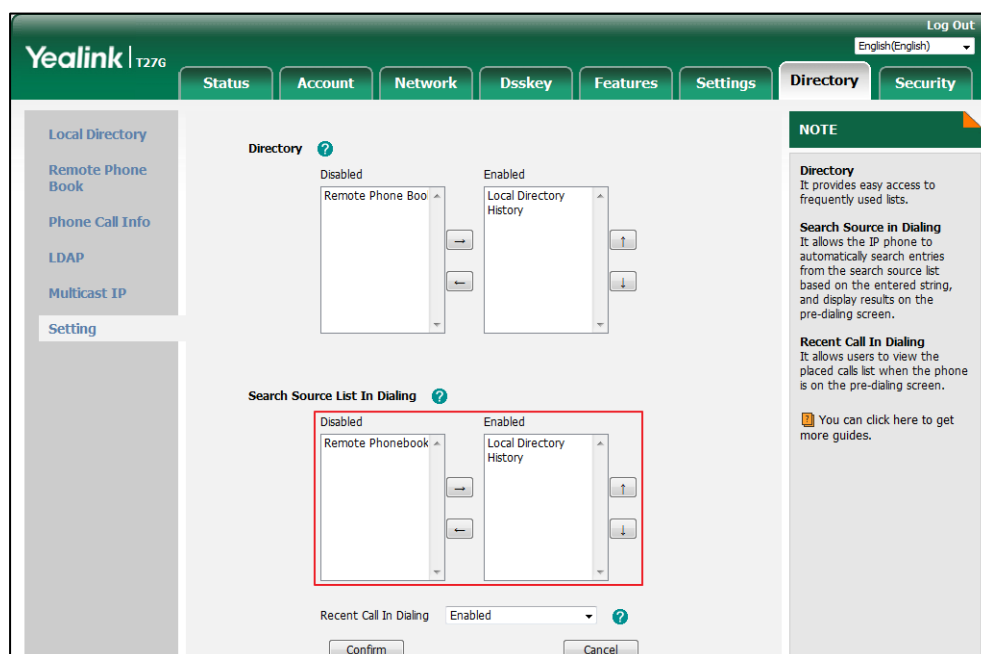 Log Out
English(English)
Yealink T27G
Status
Account
Network
Dsskey
Features
Settings
Directory
Security
Local Directory
Remote Phone
Book
Phone Call Info
LDAP
Multicast IP
Setting
Directory ?
Disabled
Enabled
Remote Phone Boo
Local Directory
History
→
←
↑
↓
Search Source List In Dialing ?
Disabled
Enabled
Remote Phonebook
Local Directory
History
→
←
↑
↓
Recent Call In Dialing Enabled ?
Confirm
Cancel
NOTE
Directory
It provides easy access to
frequently used lists.
Search Source in Dialing
It allows the IP phone to
automatically search entries
from the search source list
based on the entered string,
and display results on the
pre-dialing screen.
Recent Call In Dialing
It allows users to view the
placed calls list when the phone
is on the pre-dialing screen.
? You can click here to get
more guides.